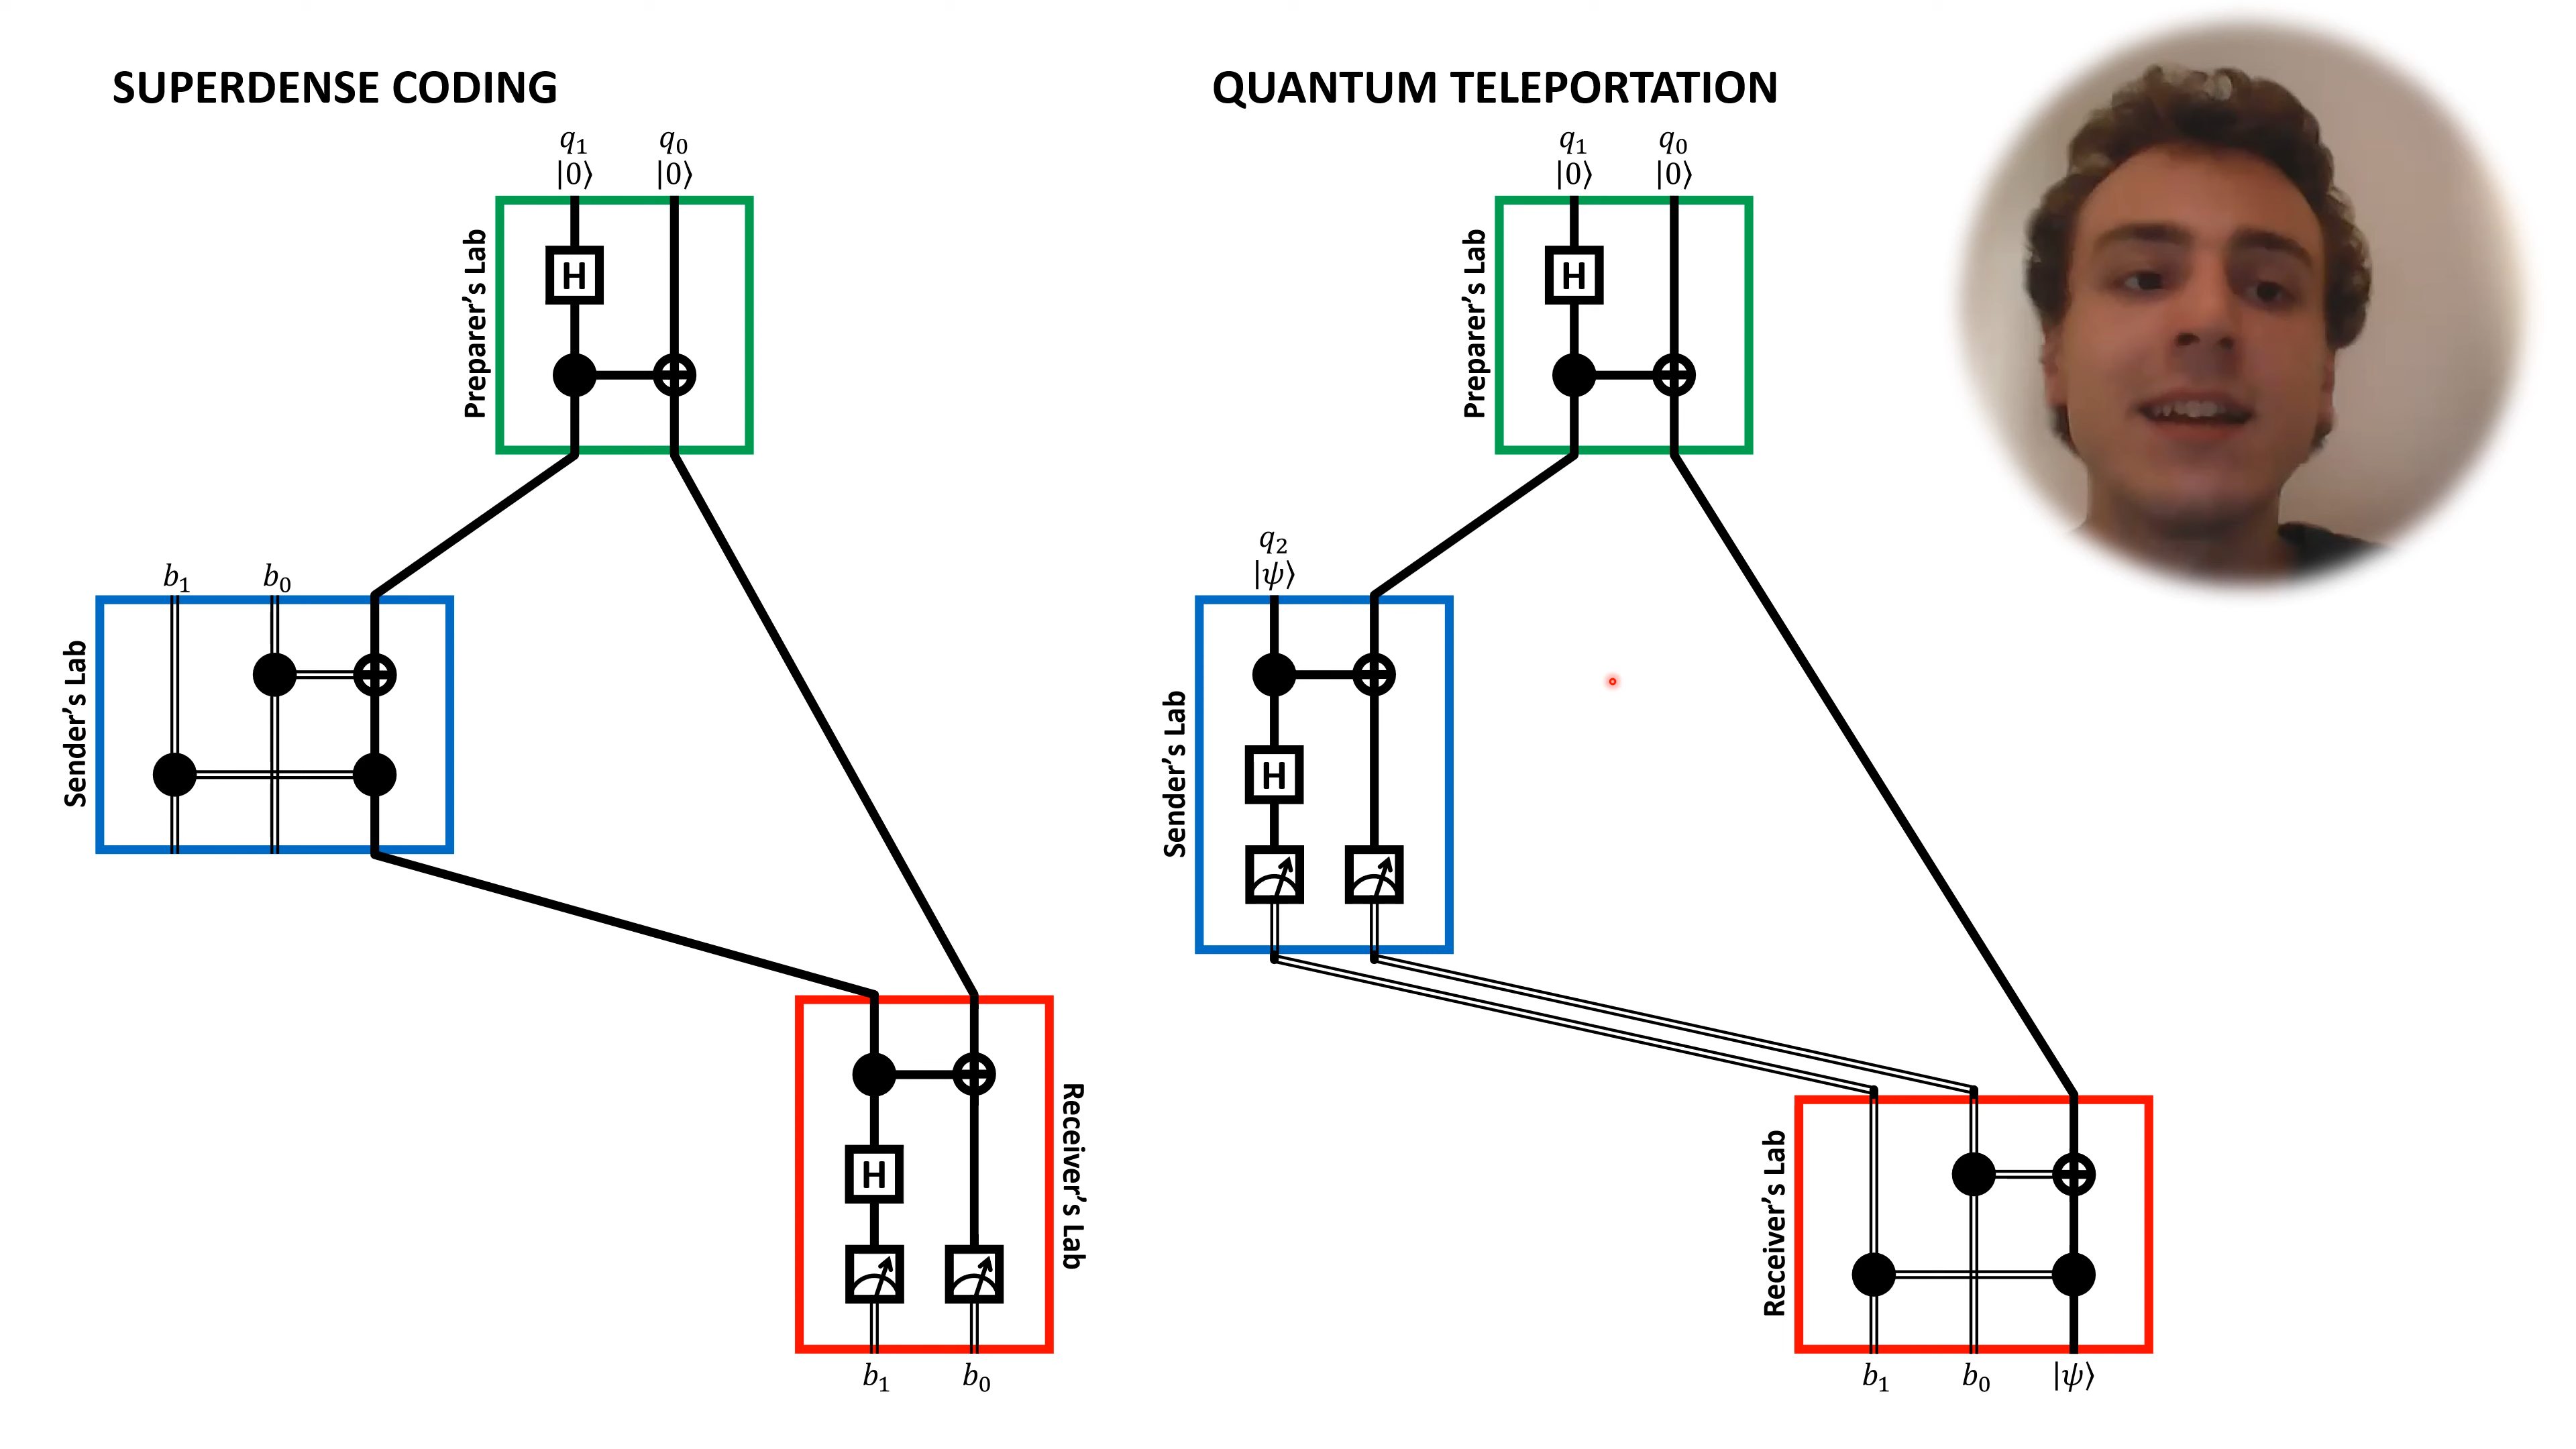 SUPERDENSE CODING
q₁ q₀
|0⟩ |0⟩
Preparer's Lab
H
b₁ b₀
Sender's Lab
Receiver's Lab
H
b₁ b₀
QUANTUM TELEPORTATION
q₁ q₀
|0⟩ |0⟩
Preparer's Lab
H
q₂
|ψ⟩
Sender's Lab
H
Receiver's Lab
b₁ b₀ |ψ⟩